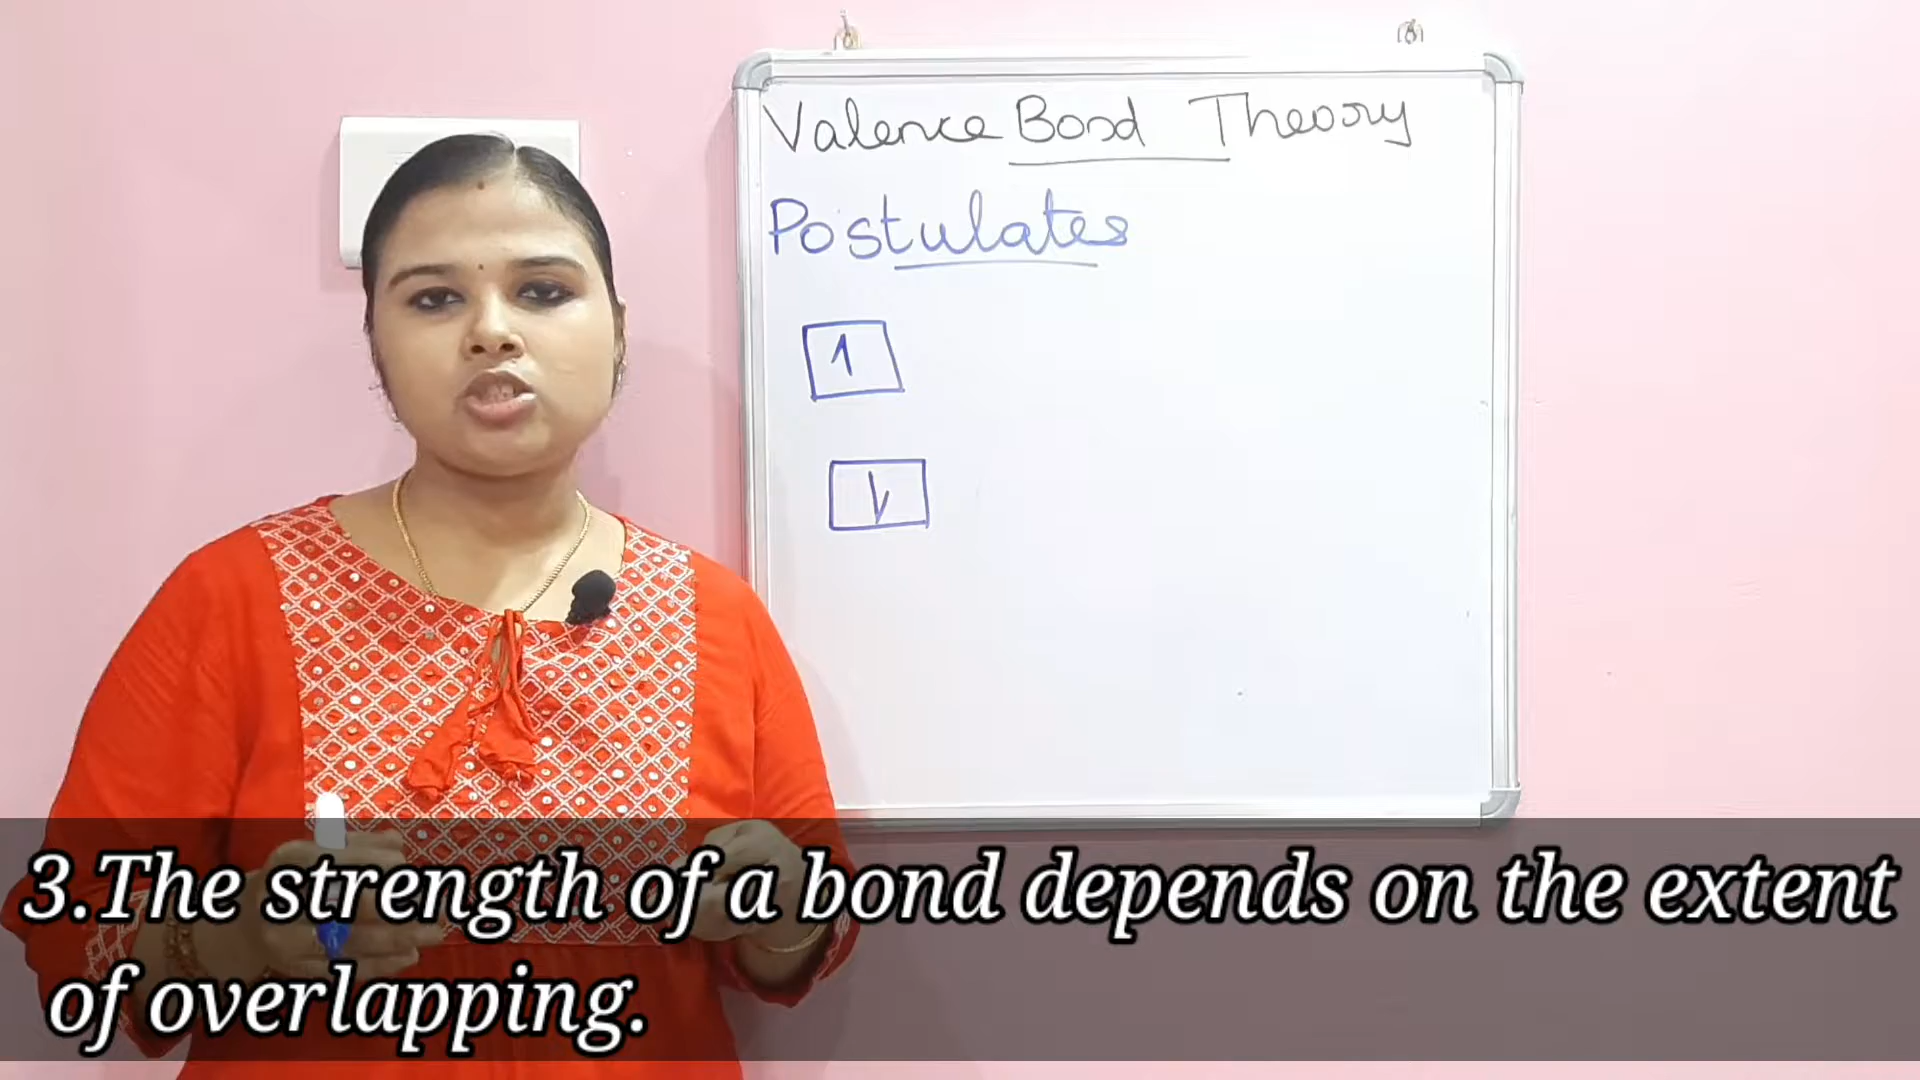 Valence Bond Theory
Postulates
1
3.The strength of a bond depends on the extent
of overlapping.